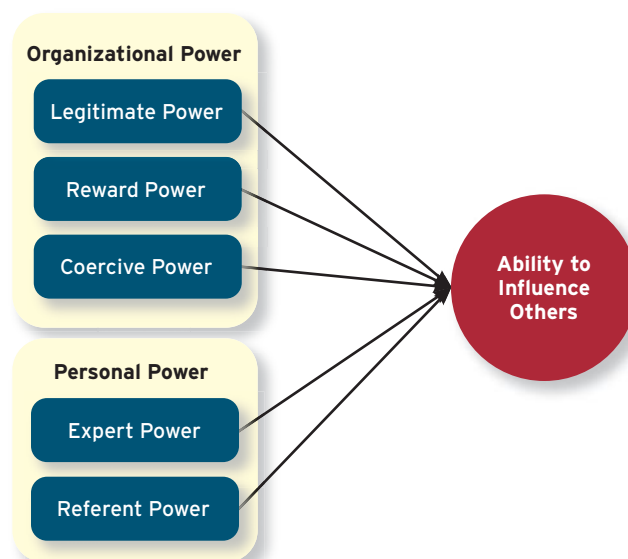 Organizational Power
Legitimate Power
Reward Power
Coercive Power
Personal Power
Expert Power
Referent Power
Ability to
Influence
Others